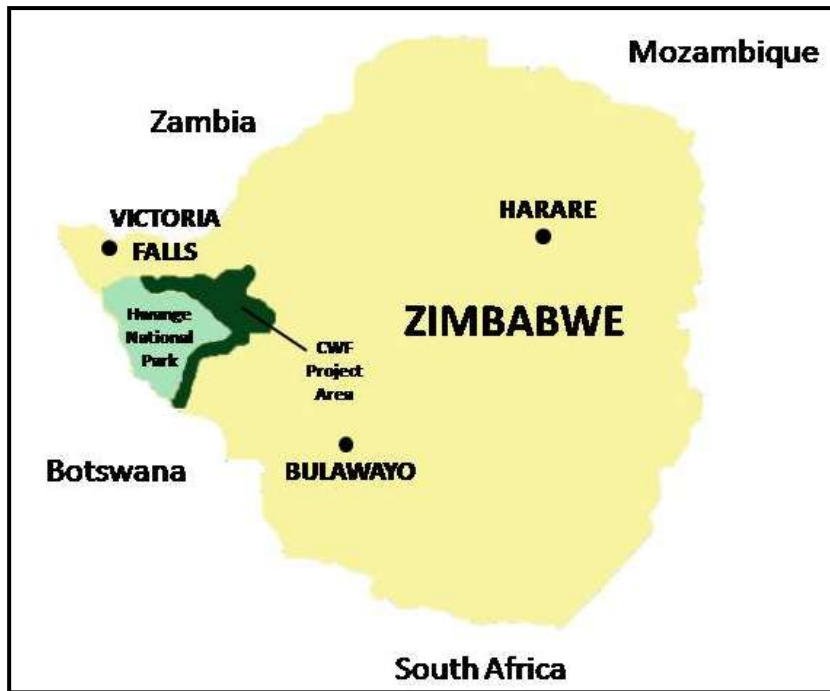 Mozambique
Zambia
VICTORIA
FALLS
HARARE
ZIMBABWE
Hwange
National
Park
CWF
Project
Area
BULAWAYO
Botswana
South Africa